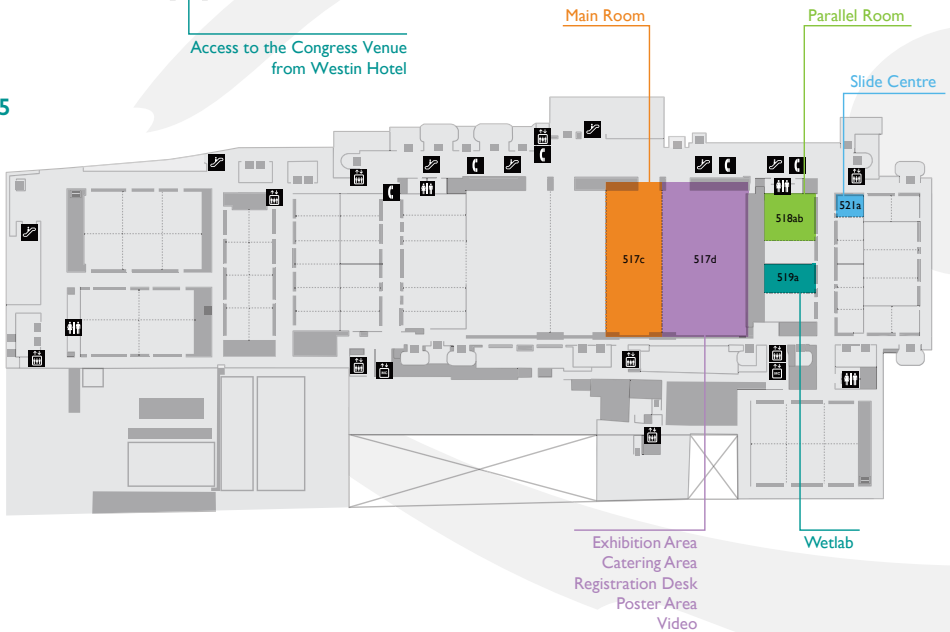 Main Room
Parallel Room
Access to the Congress Venue
from Westin Hotel
Slide Centre
5
521a
518ab
517c
517d
519a
Exhibition Area
Catering Area
Registration Desk
Poster Area
Video
Wetlab